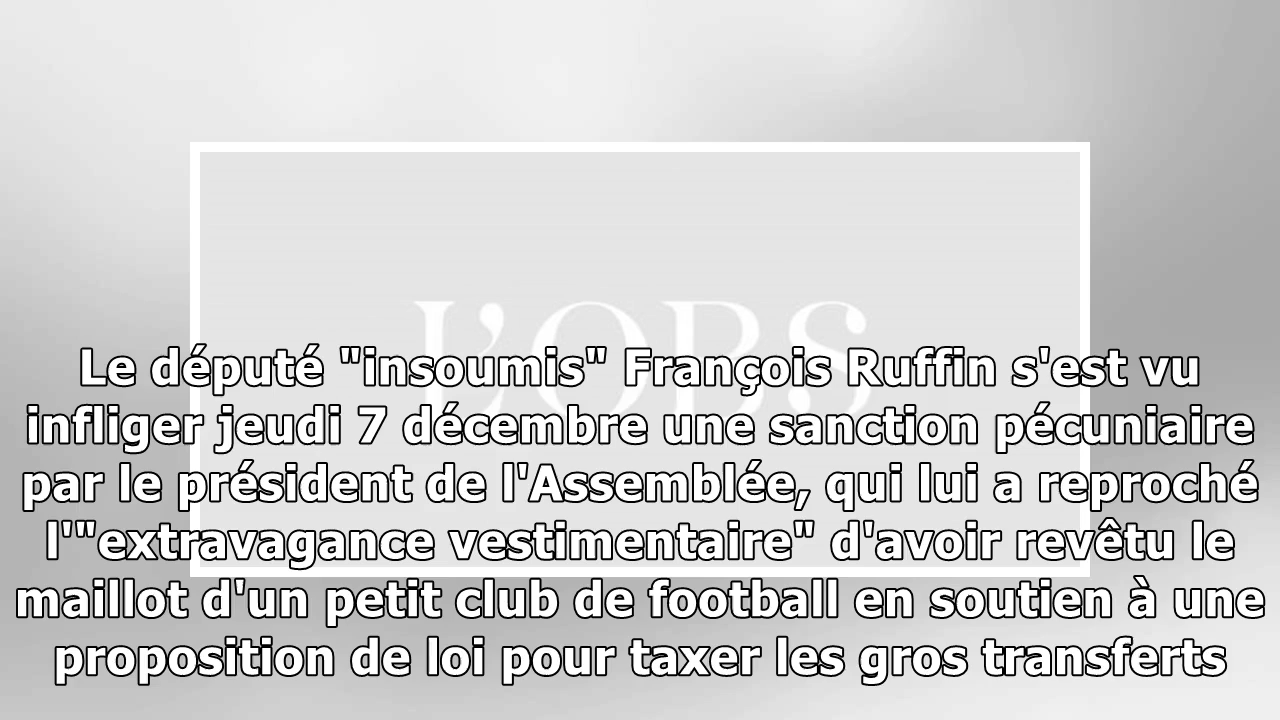 L'OBS
Le député "insoumis" François Ruffin s'est vu
infliger jeudi 7 décembre une sanction pécuniaire
par le président de l'Assemblée, qui lui a reproché
l'"extravagance vestimentaire" d'avoir revêtu le
maillot d'un petit club de football en soutien à une
proposition de loi pour taxer les gros transferts